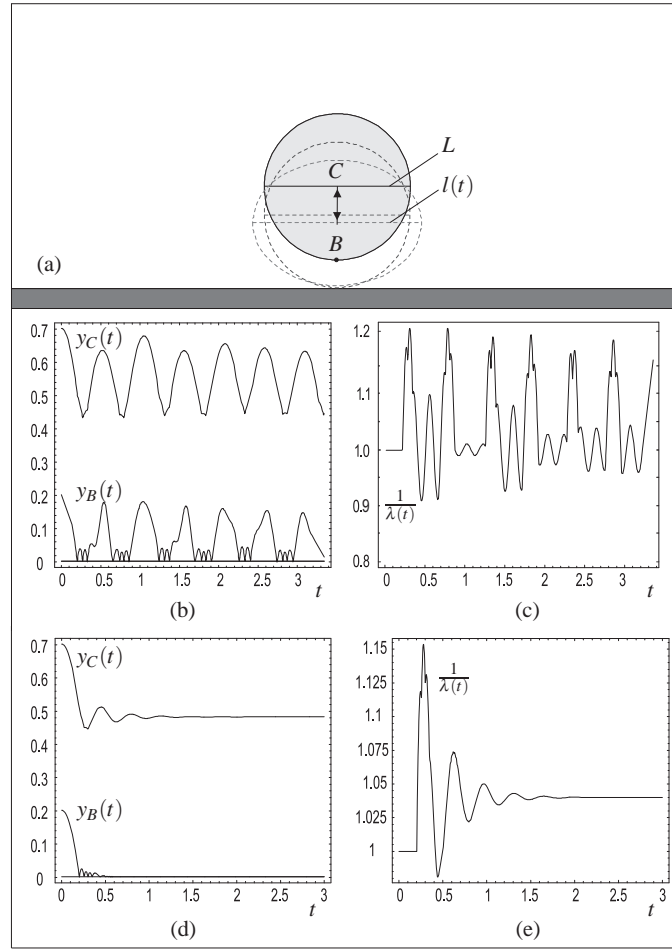 L
C
l(t)
B
(a)
0.7
0.6
0.5
0.4
0.3
0.2
0.1
0
y_C(t)
y_B(t)
0 0.5 1 1.5 2 2.5 3
t
(b)
1.2
1.1
1.0
0.9
0.8
1/λ(t)
0 0.5 1 1.5 2 2.5 3
t
(c)
0.7
0.6
0.5
0.4
0.3
0.2
0.1
0
y_C(t)
y_B(t)
0 0.5 1 1.5 2 2.5 3
t
(d)
1.15
1.125
1.1
1.075
1.05
1.025
1
1/λ(t)
0 0.5 1 1.5 2 2.5 3
t
(e)